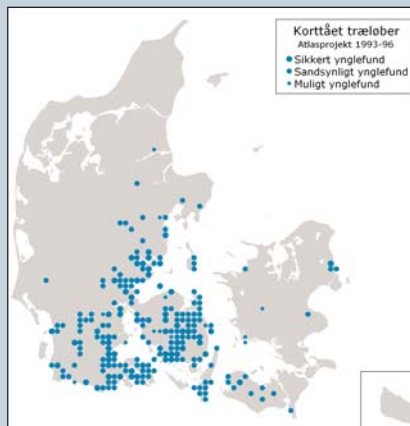 Korttået træløber
Atlasprojekt 1993-96
Sikkert ynglefund
Sandsynligt ynglefund
Muligt ynglefund